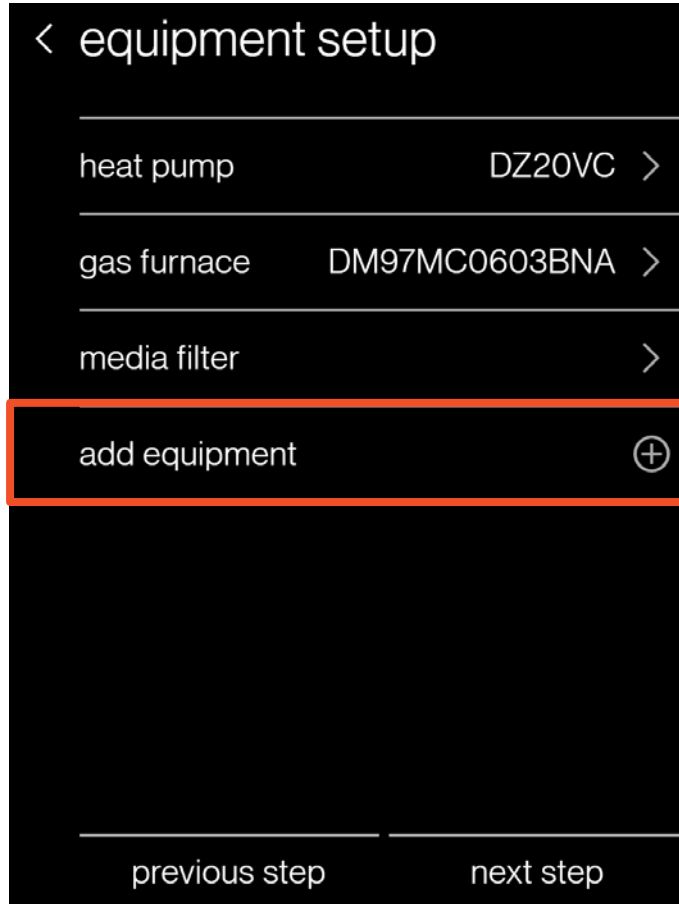 equipment setup
heat pump DZ20VC
gas furnace DM97MC0603BNA
media filter
add equipment
previous step next step